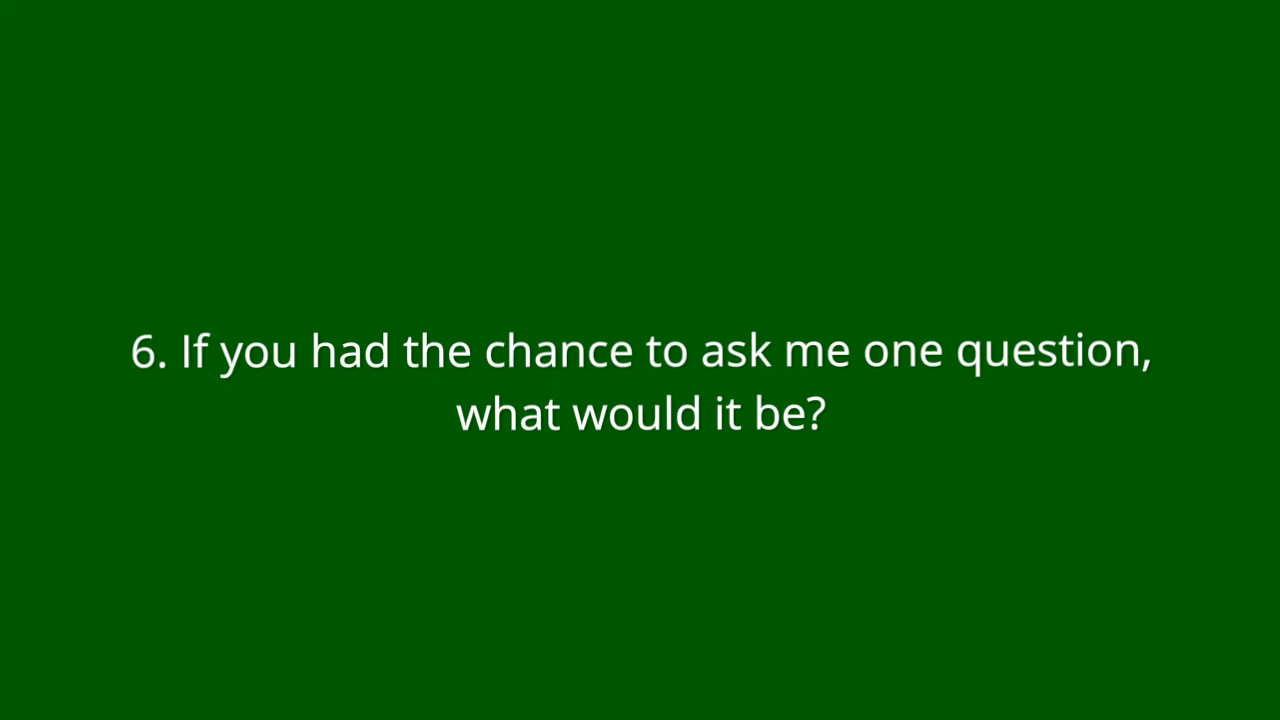 6. If you had the chance to ask me one question,
what would it be?